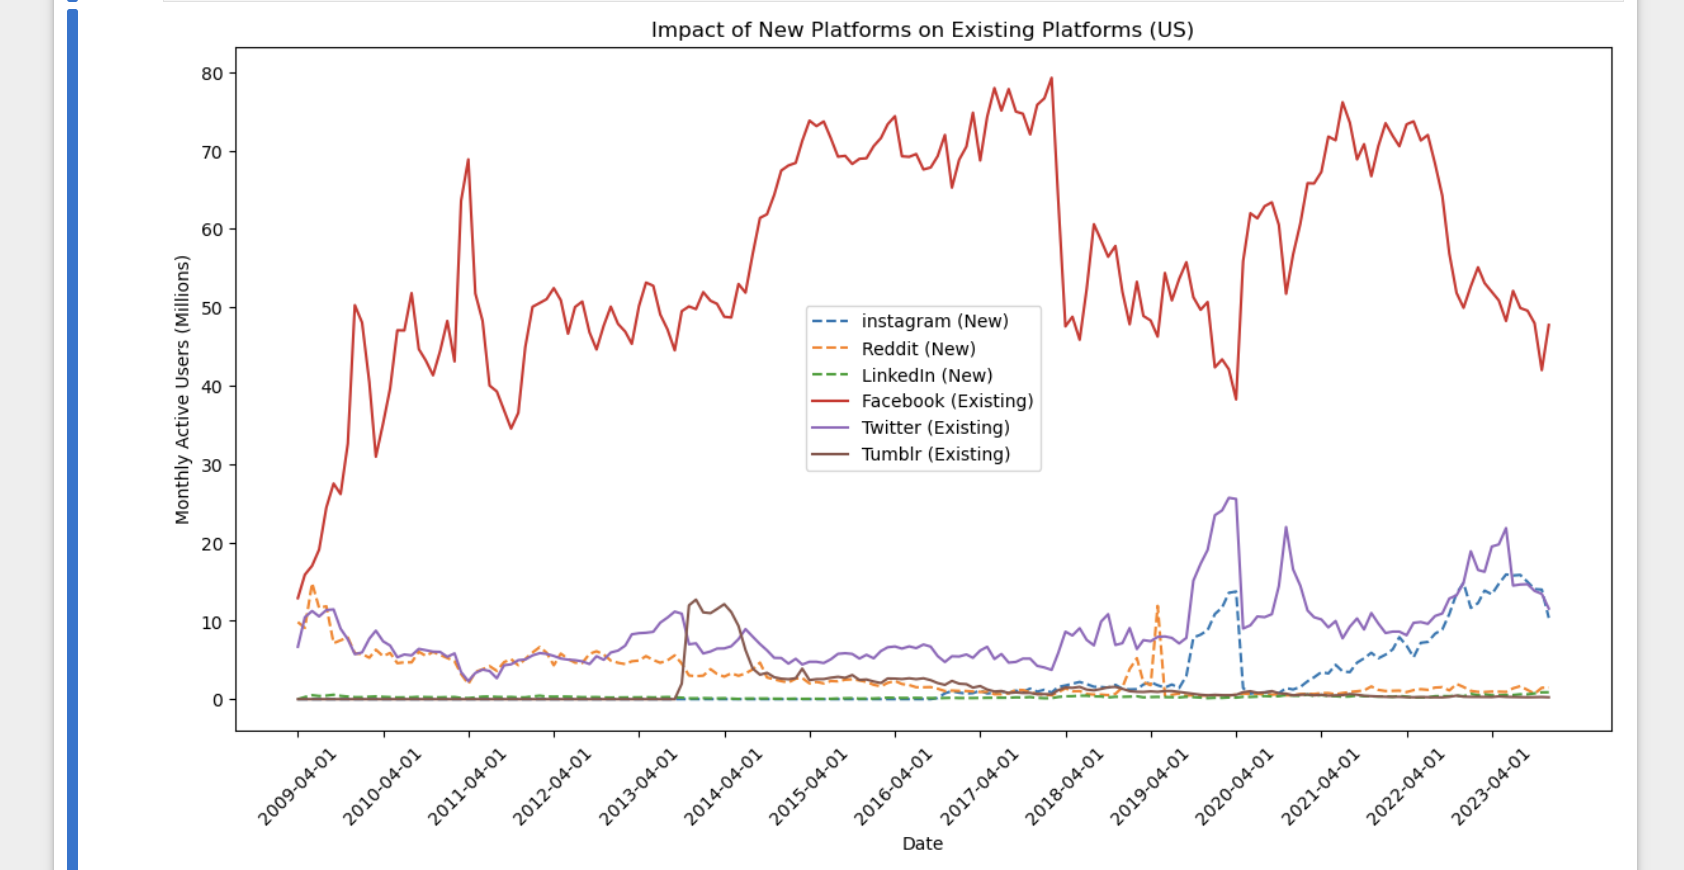 Impact of New Platforms on Existing Platforms (US)
80
70
60
50
40
30
20
10
0
Monthly Active Users (Millions)
instagram (New)
Reddit (New)
LinkedIn (New)
Facebook (Existing)
Twitter (Existing)
Tumblr (Existing)
2009-04-01
2010-04-01
2011-04-01
2012-04-01
2013-04-01
2014-04-01
2015-04-01
2016-04-01
2017-04-01
2018-04-01
2019-04-01
2020-04-01
2021-04-01
2022-04-01
2023-04-01
Date